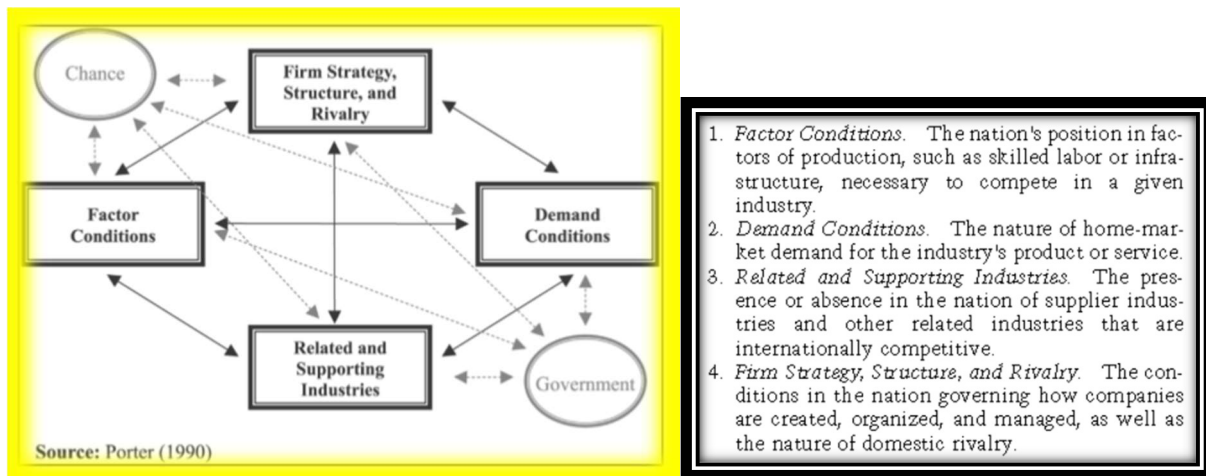 Chance
Firm Strategy,
Structure, and
Rivalry
Factor
Conditions
Demand
Conditions
Related and
Supporting
Industries
Government
Source: Porter (1990)
1. Factor Conditions. The nation's position in fac-
tors of production, such as skilled labor or infra-
structure, necessary to compete in a given
industry.
2. Demand Conditions. The nature of home-mar-
ket demand for the industry's product or service.
3. Related and Supporting Industries. The pres-
ence or absence in the nation of supplier indus-
tries and other related industries that are
internationally competitive.
4. Firm Strategy, Structure, and Rivalry. The con-
ditions in the nation governing how companies
are created, organized, and managed, as well as
the nature of domestic rivalry.